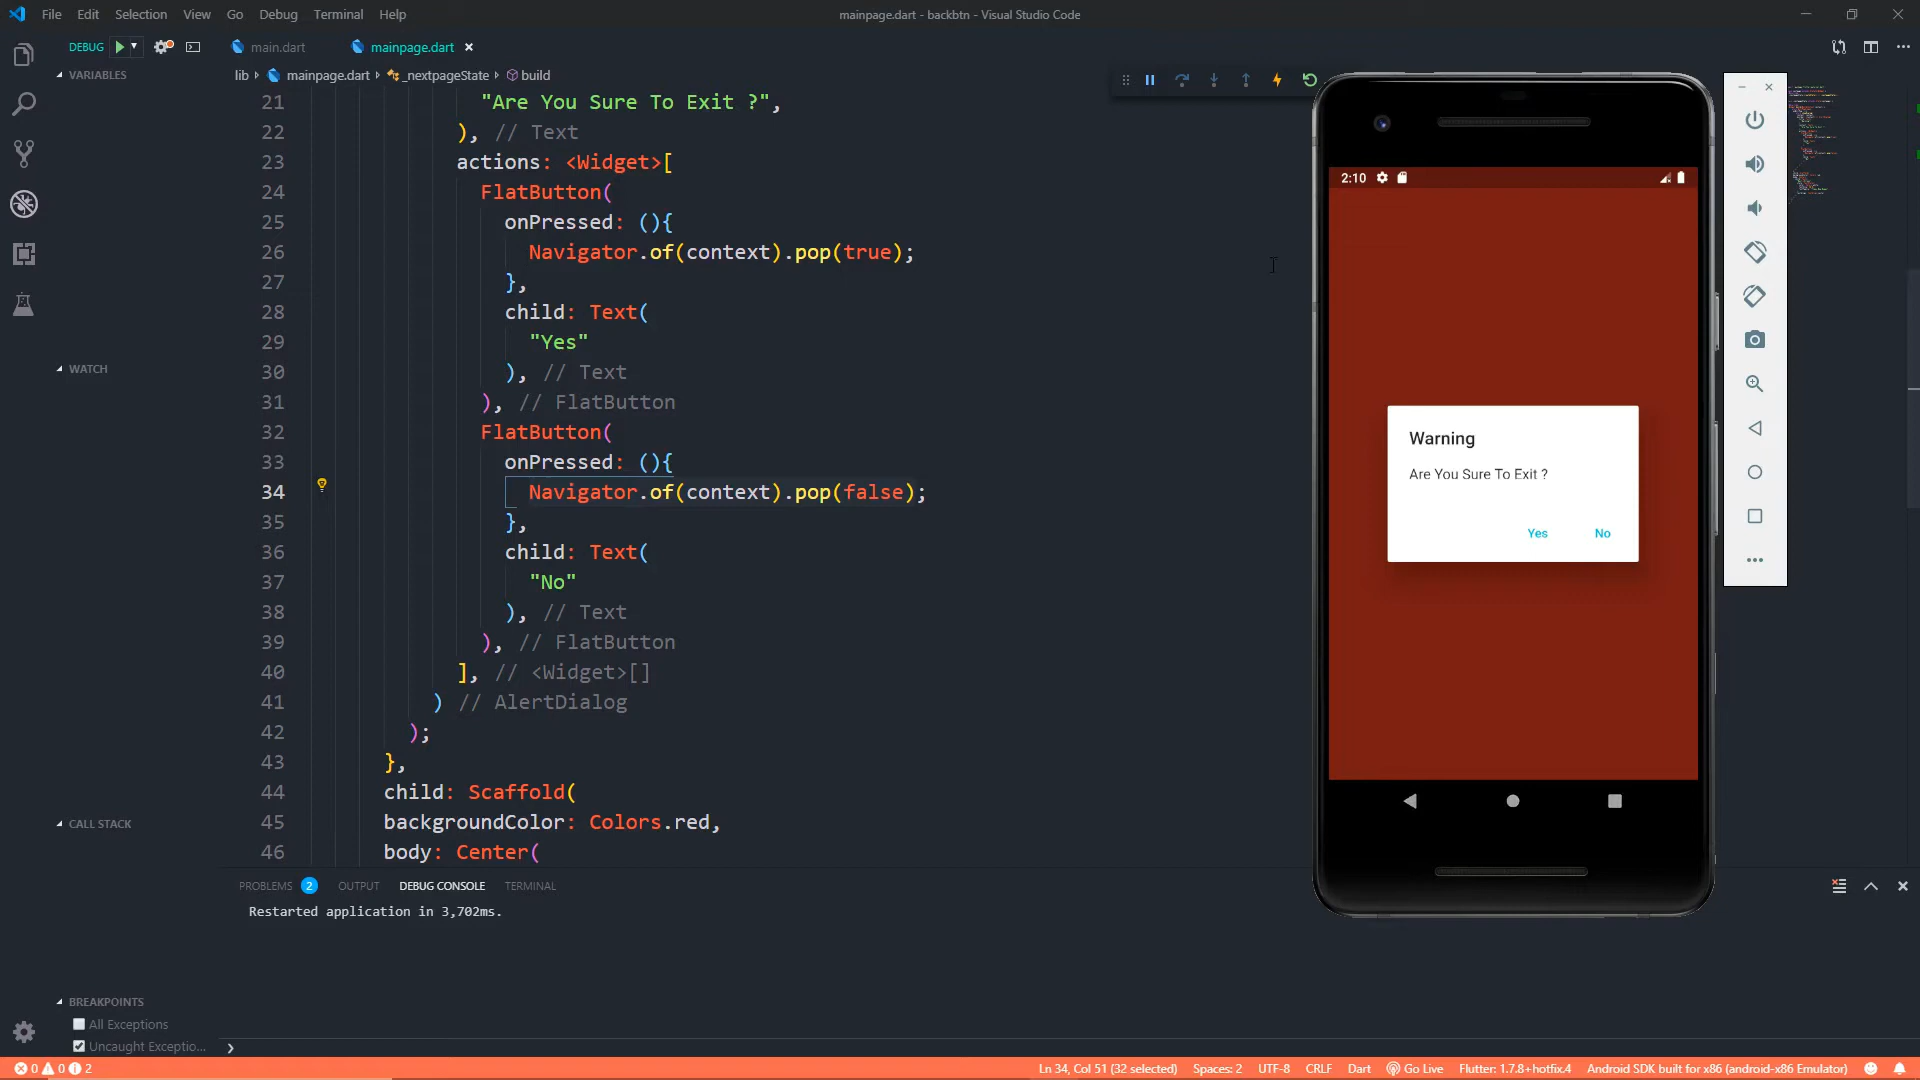 File Edit Selection View Go Debug Terminal Help
mainpage.dart - backbtn - Visual Studio Code
DEBUG
main.dart
mainpage.dart
VARIABLES
lib
mainpage.dart
_nextpageState
build
21 "Are You Sure To Exit ?",
22 ), // Text
23 actions: <Widget>[
24 FlatButton(
25 onPressed: (){
26 Navigator.of(context).pop(true);
27 },
28 child: Text(
29 "Yes"
30 ), // Text
31 ), // FlatButton
32 FlatButton(
33 onPressed: (){
34 Navigator.of(context).pop(false);
35 },
36 child: Text(
37 "No"
38 ), // Text
39 ), // FlatButton
40 ], // <Widget>[]
41 ) // AlertDialog
42 );
43 },
44 child: Scaffold(
45 backgroundColor: Colors.red,
46 body: Center(
WATCH
CALL STACK
BREAKPOINTS
All Exceptions
Uncaught Exceptio...
2:10
Warning
Are You Sure To Exit ?
Yes No
PROBLEMS 2 OUTPUT DEBUG CONSOLE TERMINAL
Restarted application in 3,702ms.
0 0 2
Ln 34, Col 51 (32 selected) Spaces: 2 UTF-8 CRLF Dart Go Live Flutter: 1.7.8+hotfix.4 Android SDK built for x86 (android-x86 Emulator)